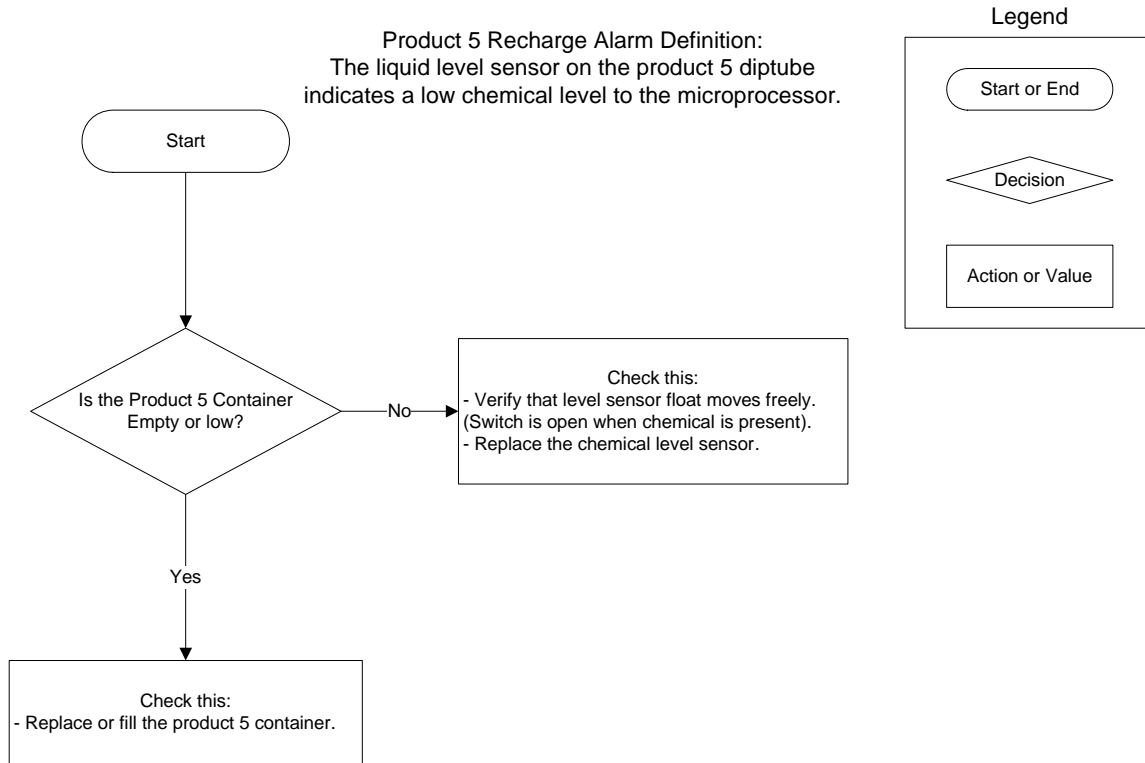 Product 5 Recharge Alarm Definition:
The liquid level sensor on the product 5 diptube
indicates a low chemical level to the microprocessor.
Legend
Start or End
Decision
Action or Value
Start
Is the Product 5 Container
Empty or low?
No
Check this:
- Verify that level sensor float moves freely.
(Switch is open when chemical is present).
- Replace the chemical level sensor.
Yes
Check this:
- Replace or fill the product 5 container.